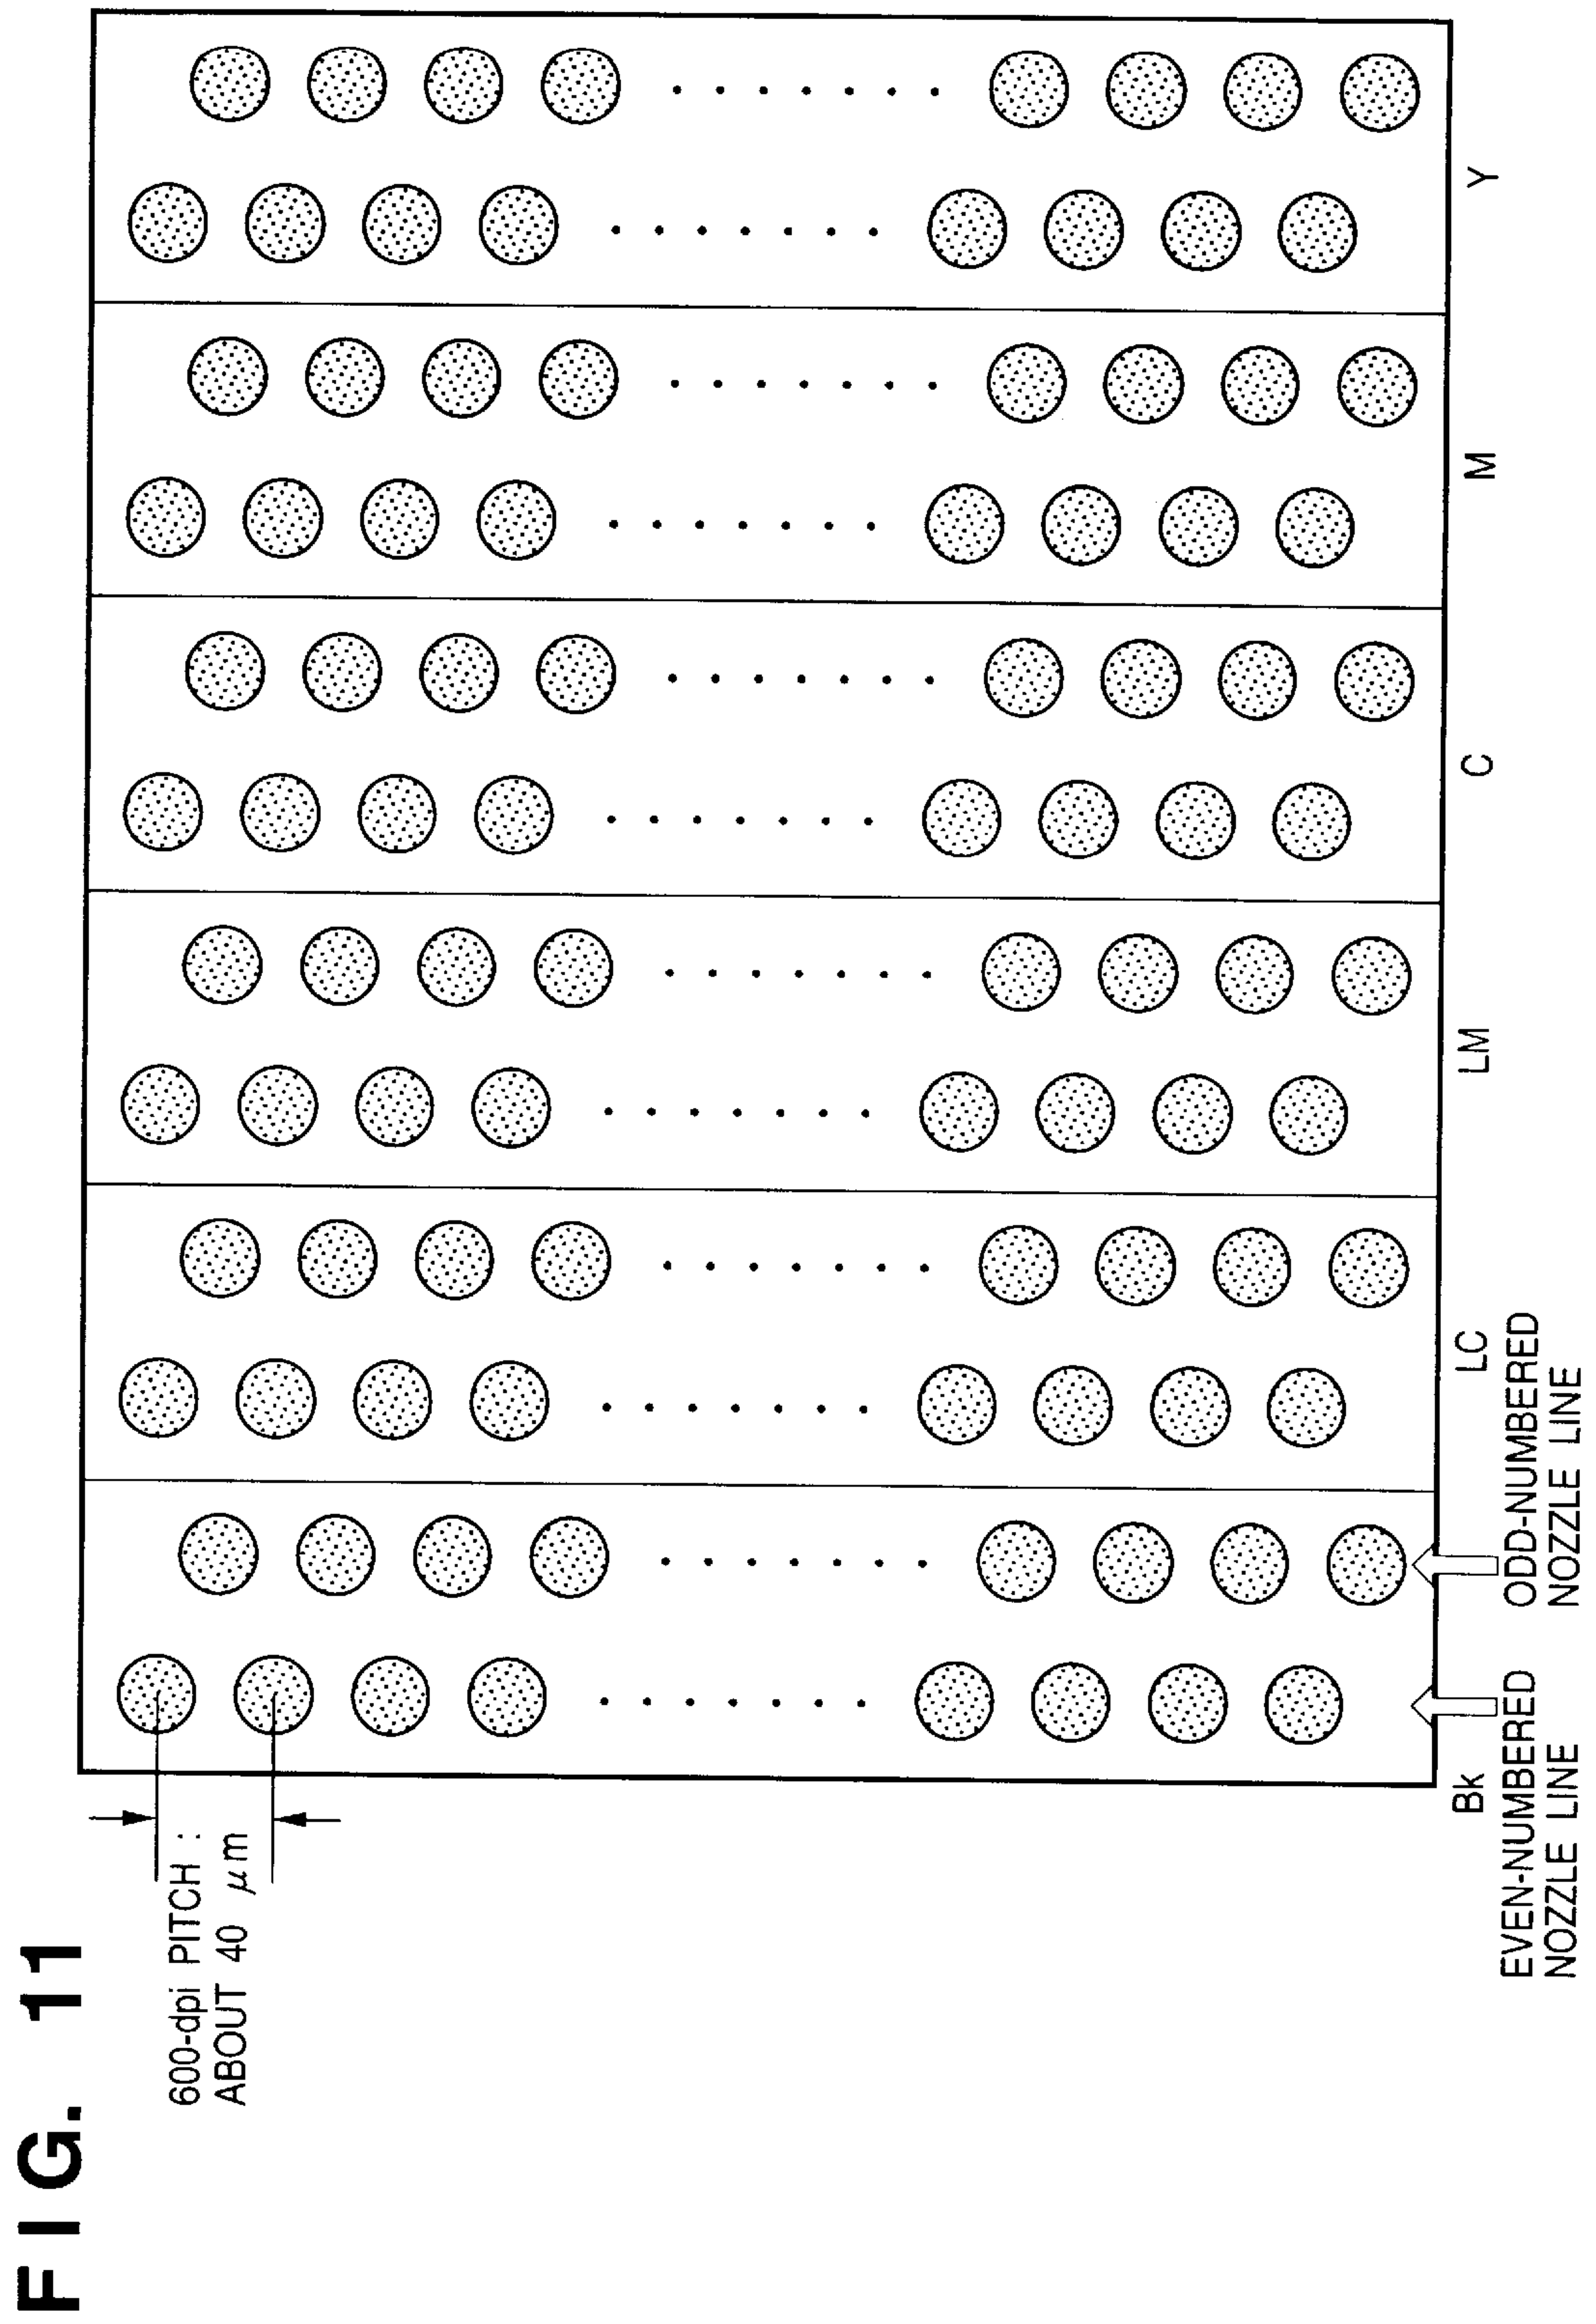 FIG. 11
600-dpi PITCH :
ABOUT 40 μm
Bk
LC
LM
C
M
Y
EVEN-NUMBERED
NOZZLE LINE
ODD-NUMBERED
NOZZLE LINE